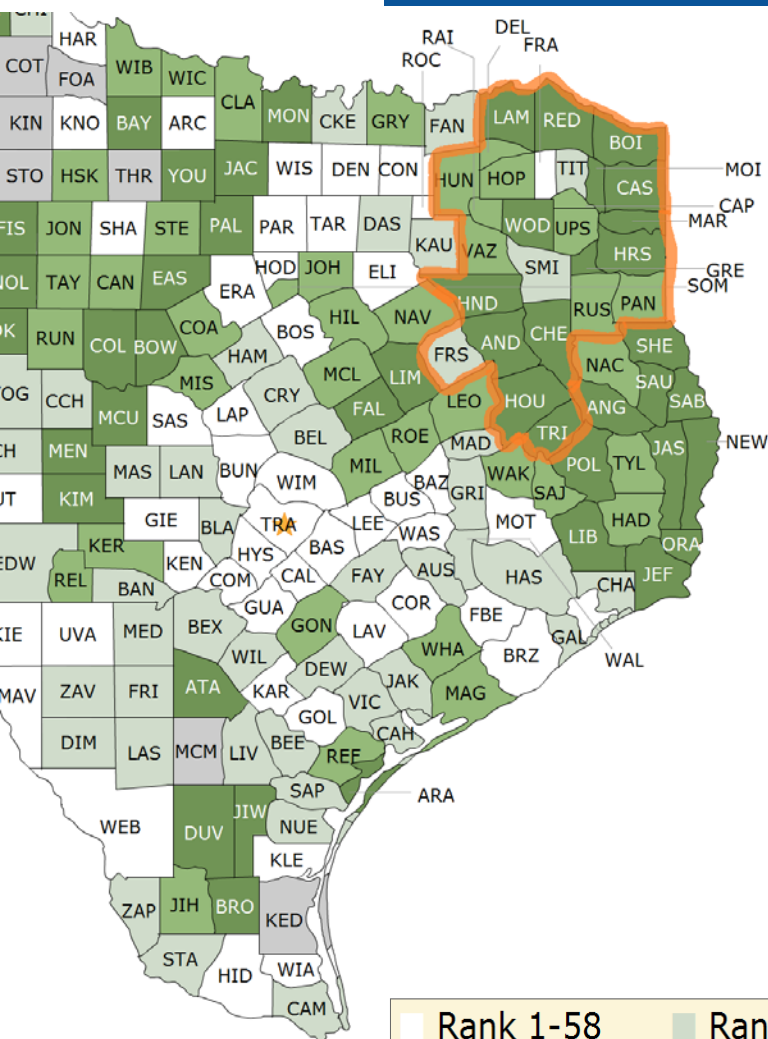 DEL
HAR
RAI
FRA
ROC
COT
FOA
WIB
WIC
CLA
MON
CKE
GRY
FAN
LAM
RED
BOI
KIN
KNO
BAY
ARC
STO
HSK
THR
YOU
JAC
WIS
DEN
CON
HUN
HOP
TIT
MOI
CAS
CAP
FIS
JON
SHA
STE
PAL
PAR
TAR
DAS
KAU
VAZ
WOD
UPS
MAR
HRS
NOL
TAY
CAN
EAS
HOD
JOH
ELI
SMI
GRE
SOM
ERA
HND
RUS
PAN
RUN
COL
BOW
COA
BOS
HIL
NAV
AND
CHE
SHE
HAM
FRS
NAC
MIS
MCL
LIM
SAU
CCH
CRY
LEO
HOU
ANG
SAB
MCU
SAS
LAP
FAL
BEL
ROE
MAD
TRI
JAS
NEW
MEN
MAS
LAN
BUN
WIM
MIL
BAZ
GRI
WAK
POL
TYL
KIM
BUS
SAJ
GIE
BLA
TRA
LEE
WAS
MOT
LIB
HAD
EDW
KER
HYS
BAS
ORA
REL
KEN
COM
CAL
FAY
AUS
HAS
CHA
JEF
BAN
GUA
COR
FBE
KIE
UVA
MED
BEX
GON
LAV
WHA
BRZ
GAL
WAL
WIL
DEW
MAV
ZAV
FRI
ATA
KAR
VIC
JAK
MAG
GOL
CAH
DIM
LAS
MCM
LIV
BEE
REF
SAP
ARA
WEB
DUV
JIW
NUE
KLE
ZAP
JIH
BRO
KED
STA
HID
WIA
CAM
Rank 1-58